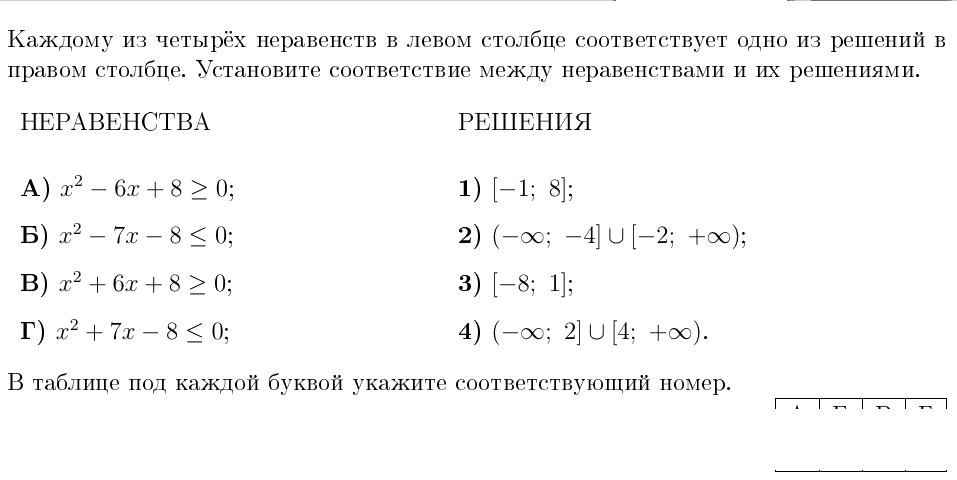 Каждому из четырёх неравенств в левом столбце соответствует одно из решений в
правом столбце. Установите соответствие между неравенствами и их решениями.
НЕРАВЕНСТВА РЕШЕНИЯ
А) x² − 6x + 8 ≥ 0; 1) [−1; 8];
Б) x² − 7x − 8 ≤ 0; 2) (−∞; −4] ∪ [−2; +∞);
В) x² + 6x + 8 ≥ 0; 3) [−8; 1];
Г) x² + 7x − 8 ≤ 0; 4) (−∞; 2] ∪ [4; +∞).
В таблице под каждой буквой укажите соответствующий номер.